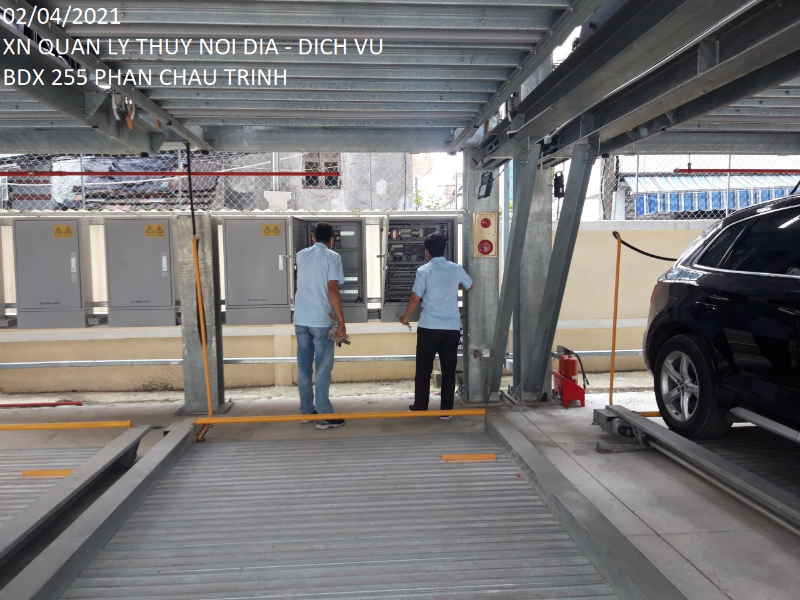 02/04/2021
XN QUAN LY THUY NOI DIA - DICH VU
BDX 255 PHAN CHAU TRINH